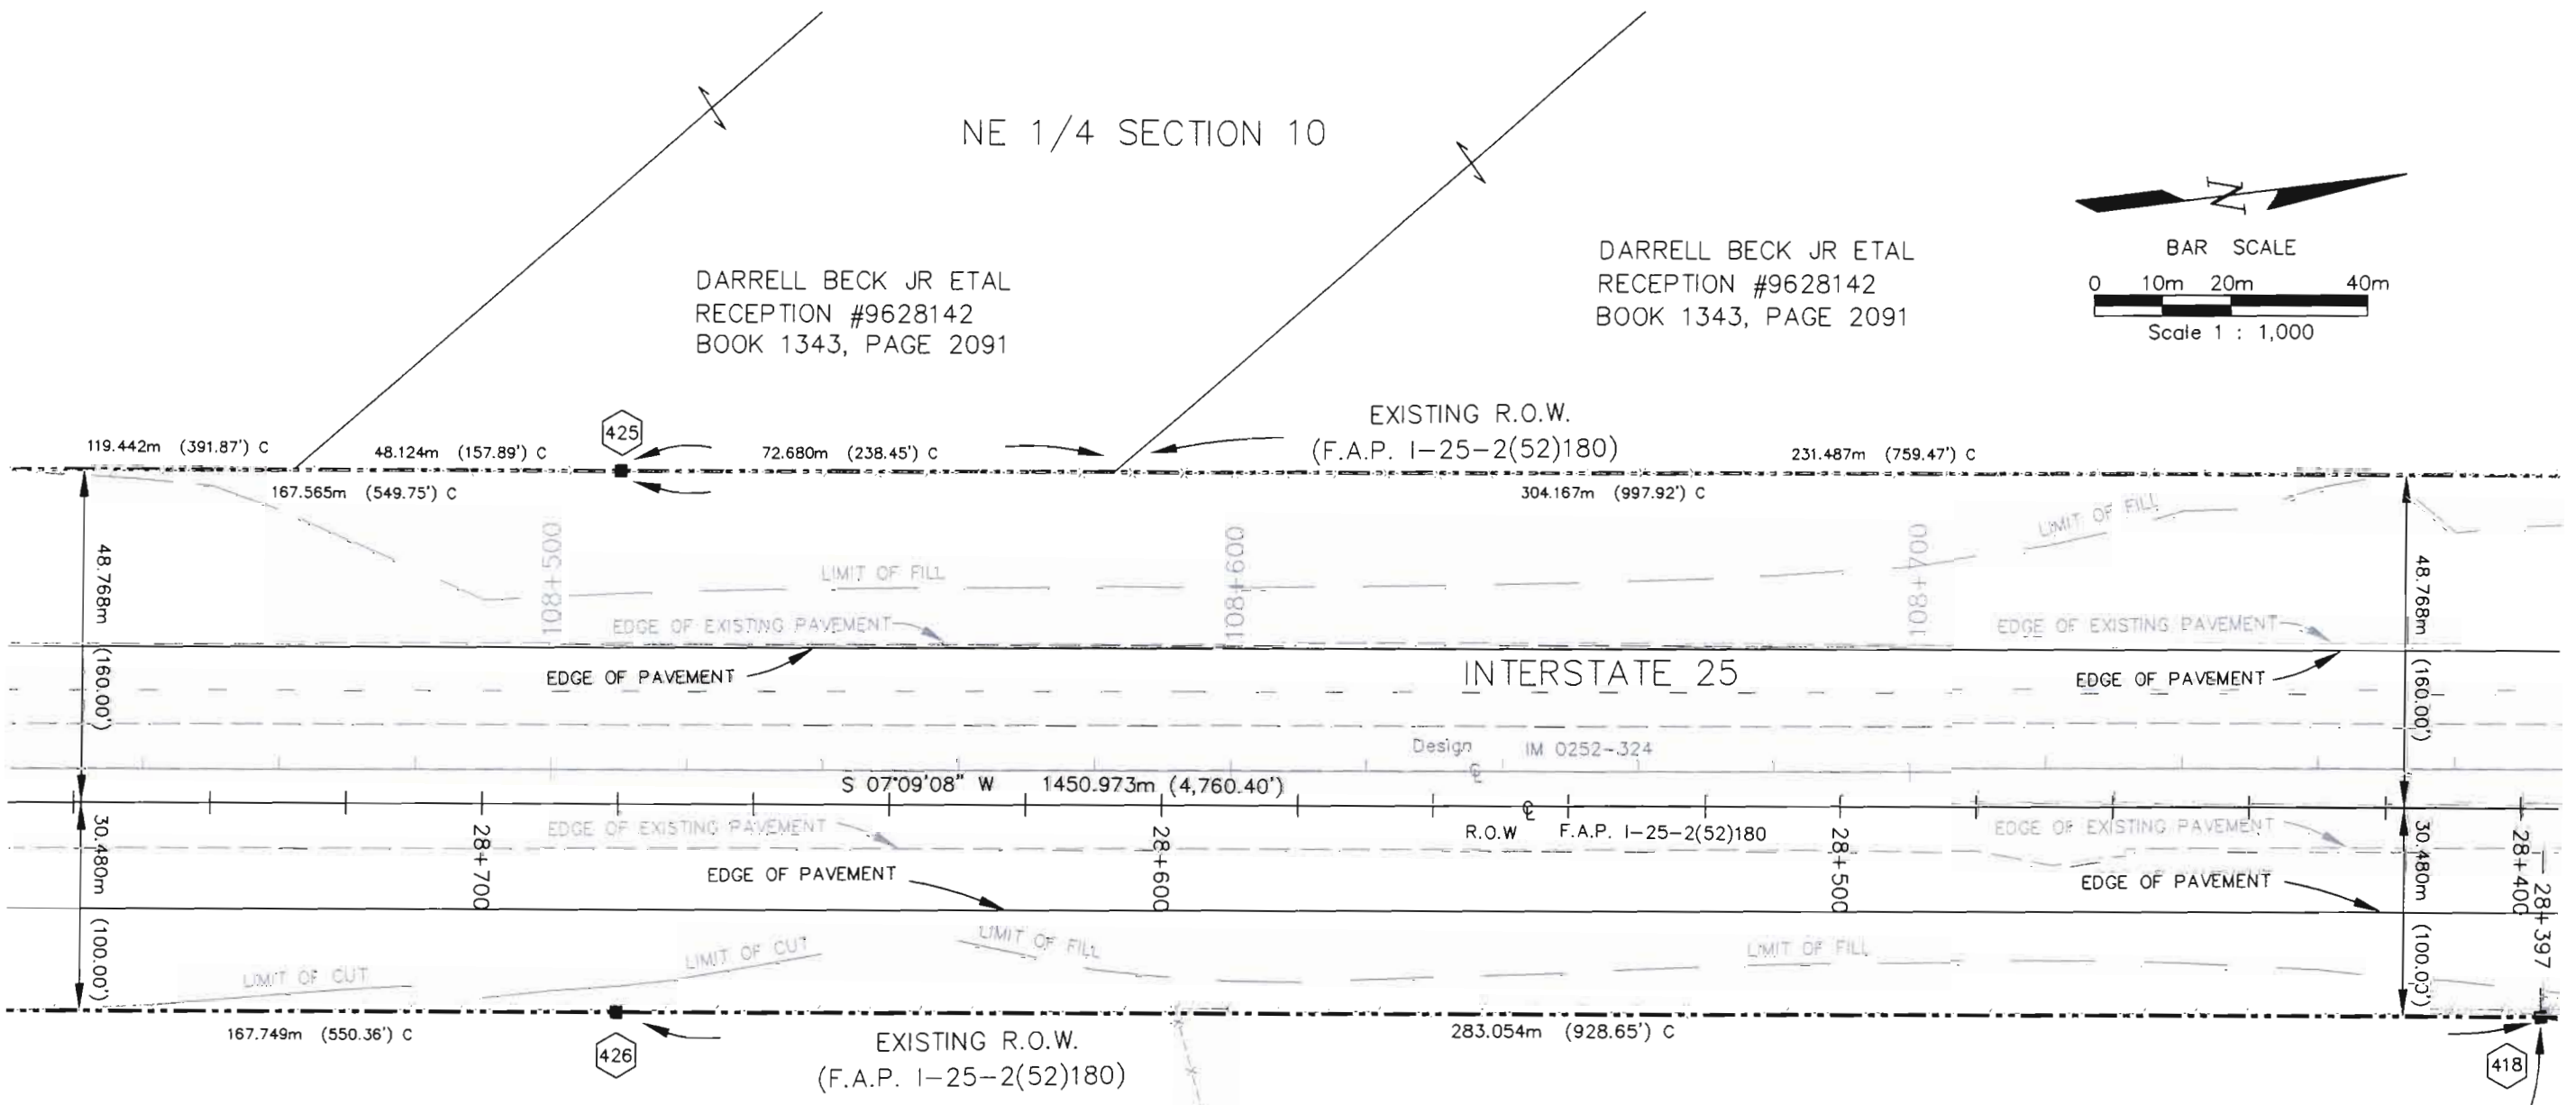 NE 1/4 SECTION 10
DARRELL BECK JR ETAL
RECEPTION #9628142
BOOK 1343, PAGE 2091
DARRELL BECK JR ETAL
RECEPTION #9628142
BOOK 1343, PAGE 2091
N
BAR SCALE
0 10m 20m 40m
Scale 1 : 1,000
425
EXISTING R.O.W.
(F.A.P. I-25-2(52)180)
119.442m (391.87') C
48.124m (157.89') C
72.680m (238.45') C
231.487m (759.47') C
167.565m (549.75') C
304.167m (997.92') C
LIMIT OF FILL
108+500
108+600
108+700
LIMIT OF FILL
48.768m (160.00')
48.768m (160.00')
EDGE OF EXISTING PAVEMENT
EDGE OF EXISTING PAVEMENT
EDGE OF PAVEMENT
INTERSTATE 25
EDGE OF PAVEMENT
Design IM 0252-324
℄
S 07°09'08" W 1450.973m (4,760.40')
℄
R.O.W F.A.P. I-25-2(52)180
EDGE OF EXISTING PAVEMENT
EDGE OF EXISTING PAVEMENT
30.480m (100.00')
28+700
28+600
28+500
30.480m (100.00')
28+400
28+397
EDGE OF PAVEMENT
EDGE OF PAVEMENT
LIMIT OF CUT
LIMIT OF CUT
LIMIT OF FILL
LIMIT OF FILL
167.749m (550.36') C
426
EXISTING R.O.W.
(F.A.P. I-25-2(52)180)
283.054m (928.65') C
418